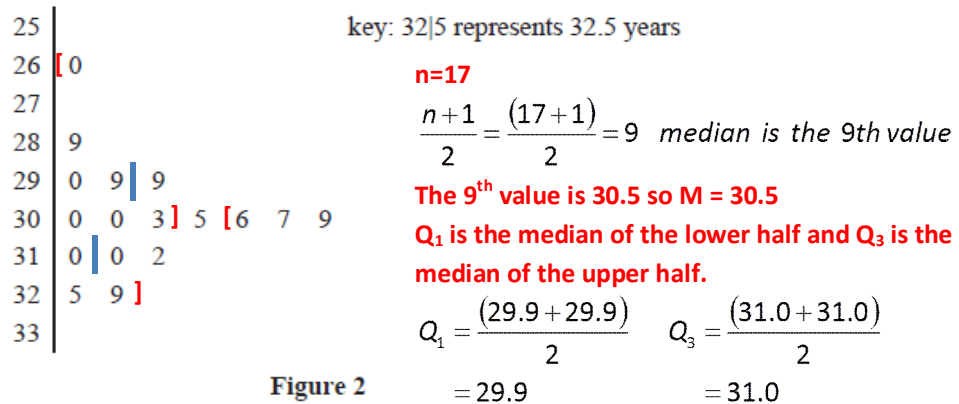 25 key: 32|5 represents 32.5 years
26 [0
27
28 9
29 0 9 | 9
30 0 0 3] 5 [6 7 9
31 0 | 0 2
32 5 9]
33
Figure 2
n=17
n+1/2 = (17+1)/2 = 9 median is the 9th value
The 9th value is 30.5 so M = 30.5
Q₁ is the median of the lower half and Q₃ is the
median of the upper half.
Q₁ = (29.9+29.9)/2 Q₃ = (31.0+31.0)/2
=29.9 =31.0